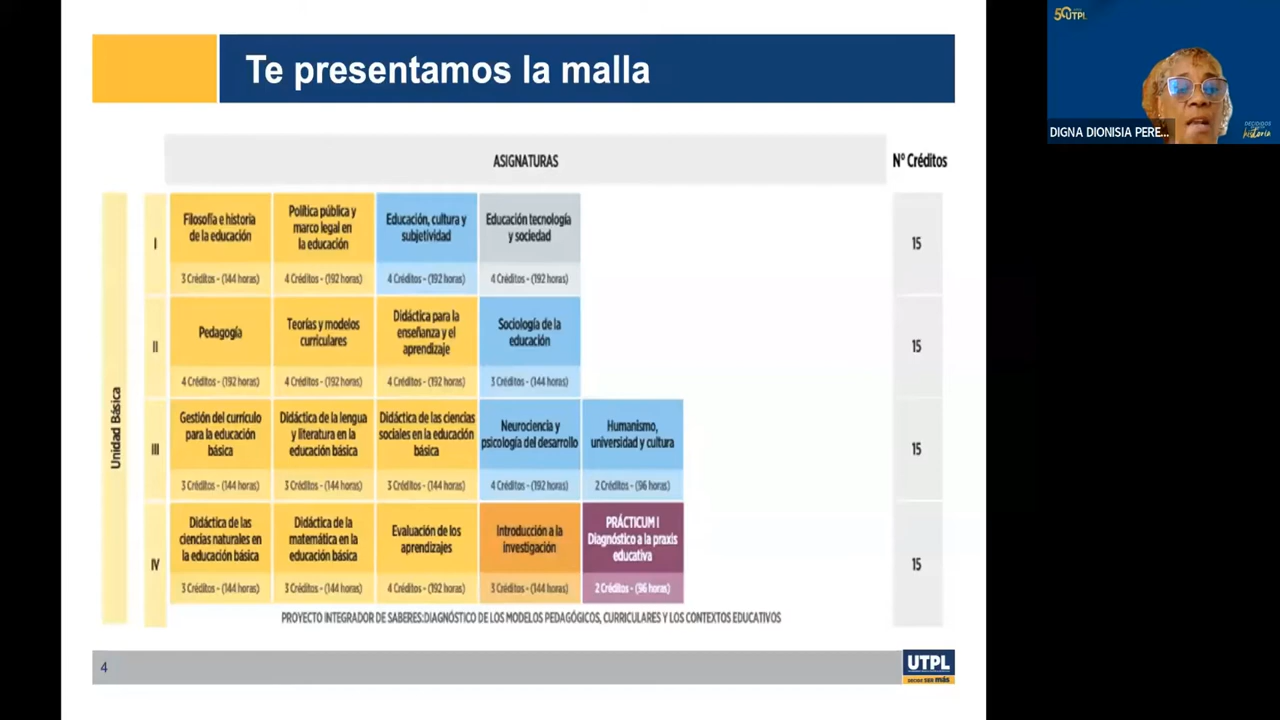 Te presentamos la malla
ASIGNATURAS
Nº Créditos
Unidad Básica
I
Filosofía e historia
de la educación
3 Créditos - (144 horas)
Política pública y
marco legal en
la educación
4 Créditos - (192 horas)
Educación, cultura y
subjetividad
4 Créditos - (192 horas)
Educación tecnología
y sociedad
4 Créditos - (192 horas)
15
II
Pedagogía
4 Créditos - (192 horas)
Teorías y modelos
curriculares
4 Créditos - (192 horas)
Didáctica para la
enseñanza y el
aprendizaje
4 Créditos - (192 horas)
Sociología de la
educación
3 Créditos - (144 horas)
15
III
Gestión del currículo
para la educación
básica
3 Créditos - (144 horas)
Didáctica de la lengua
y literatura en la
educación básica
3 Créditos - (144 horas)
Didáctica de las ciencias
sociales en la educación
básica
3 Créditos - (144 horas)
Neurociencia y
psicología del desarrollo
4 Créditos - (192 horas)
Humanismo,
universidad y cultura
2 Créditos - (96 horas)
15
IV
Didáctica de las
ciencias naturales en
la educación básica
3 Créditos - (144 horas)
Didáctica de la
matemática en la
educación básica
3 Créditos - (144 horas)
Evaluación de los
aprendizajes
4 Créditos - (192 horas)
Introducción a la
investigación
3 Créditos - (144 horas)
PRÁCTICUM I
Diagnóstico a la praxis
educativa
2 Créditos - (96 horas)
15
PROYECTO INTEGRADOR DE SABERES:DIAGNÓSTICO DE LOS MODELOS PEDAGÓGICOS, CURRICULARES Y LOS CONTEXTOS EDUCATIVOS
4
UTPL
DECIDE SER más
50 UTPL
DIGNA DIONISIA PERE...
historia